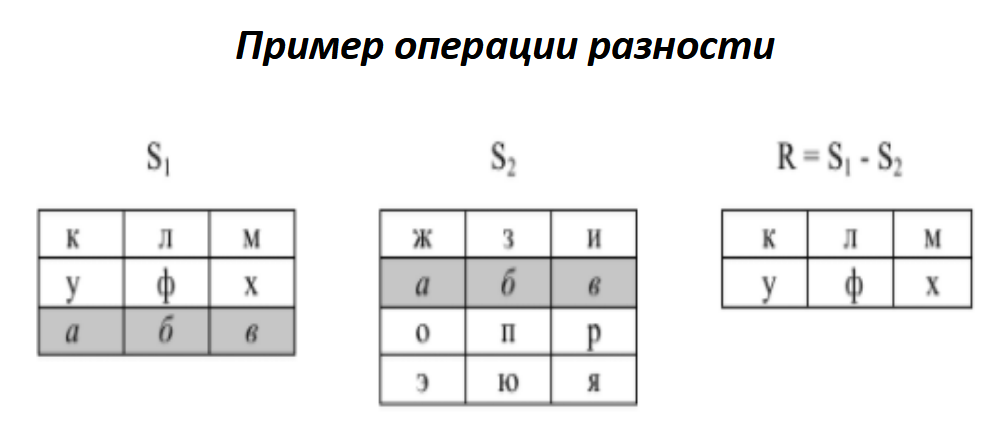 Пример операции разности
S₁
к л м
у ф х
а б в
S₂
ж з и
а б в
о п р
э ю я
R = S₁ - S₂
к л м
у ф х